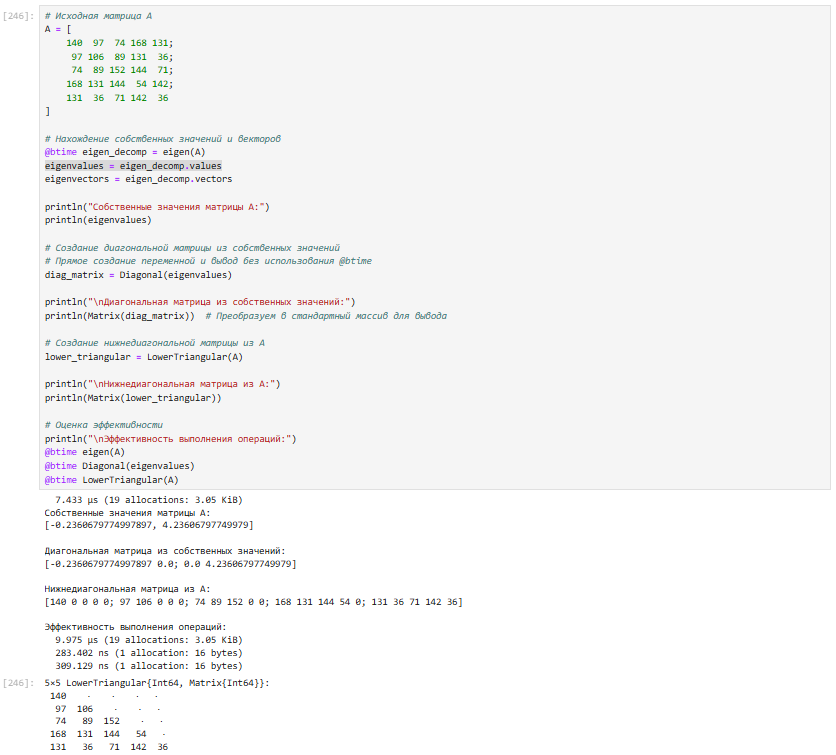 [246]:
# Исходная матрица A
A = [
140 97 74 168 131;
97 106 89 131 36;
74 89 152 144 71;
168 131 144 54 142;
131 36 71 142 36
]
# Нахождение собственных значений и векторов
@btime eigen_decomp = eigen(A)
eigenvalues = eigen_decomp.values
eigenvectors = eigen_decomp.vectors
println("Собственные значения матрицы A:")
println(eigenvalues)
# Создание диагональной матрицы из собственных значений
# Прямое создание переменной и вывод без использования @btime
diag_matrix = Diagonal(eigenvalues)
println("\nДиагональная матрица из собственных значений:")
println(Matrix(diag_matrix)) # Преобразуем в стандартный массив для вывода
# Создание нижнедиагональной матрицы из A
lower_triangular = LowerTriangular(A)
println("\nНижнедиагональная матрица из A:")
println(Matrix(lower_triangular))
# Оценка эффективности
println("\nЭффективность выполнения операций:")
@btime eigen(A)
@btime Diagonal(eigenvalues)
@btime LowerTriangular(A)
7.433 μs (19 allocations: 3.05 KiB)
Собственные значения матрицы A:
[-0.2360679774997897, 4.23606797749979]
Диагональная матрица из собственных значений:
[-0.2360679774997897 0.0; 0.0 4.23606797749979]
Нижнедиагональная матрица из A:
[140 0 0 0 0; 97 106 0 0 0; 74 89 152 0 0; 168 131 144 54 0; 131 36 71 142 36]
Эффективность выполнения операций:
9.975 μs (19 allocations: 3.05 KiB)
283.402 ns (1 allocation: 16 bytes)
309.129 ns (1 allocation: 16 bytes)
[246]: 5×5 LowerTriangular{Int64, Matrix{Int64}}:
140 · · · ·
97 106 · · ·
74 89 152 · ·
168 131 144 54 ·
131 36 71 142 36